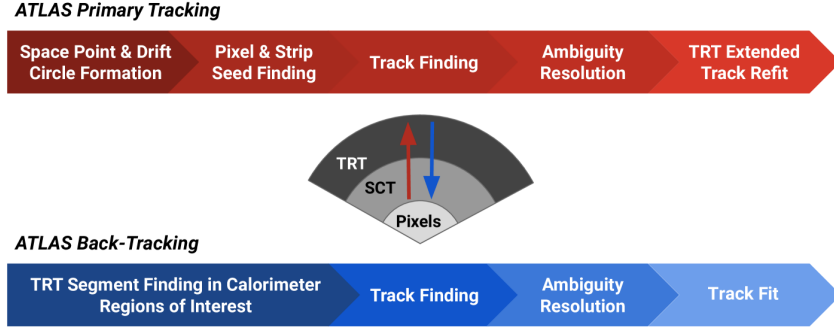 ATLAS Primary Tracking
Space Point & Drift
Circle Formation
Pixel & Strip
Seed Finding
Track Finding
Ambiguity
Resolution
TRT Extended
Track Refit
TRT
SCT
Pixels
ATLAS Back-Tracking
TRT Segment Finding in Calorimeter
Regions of Interest
Track Finding
Ambiguity
Resolution
Track Fit